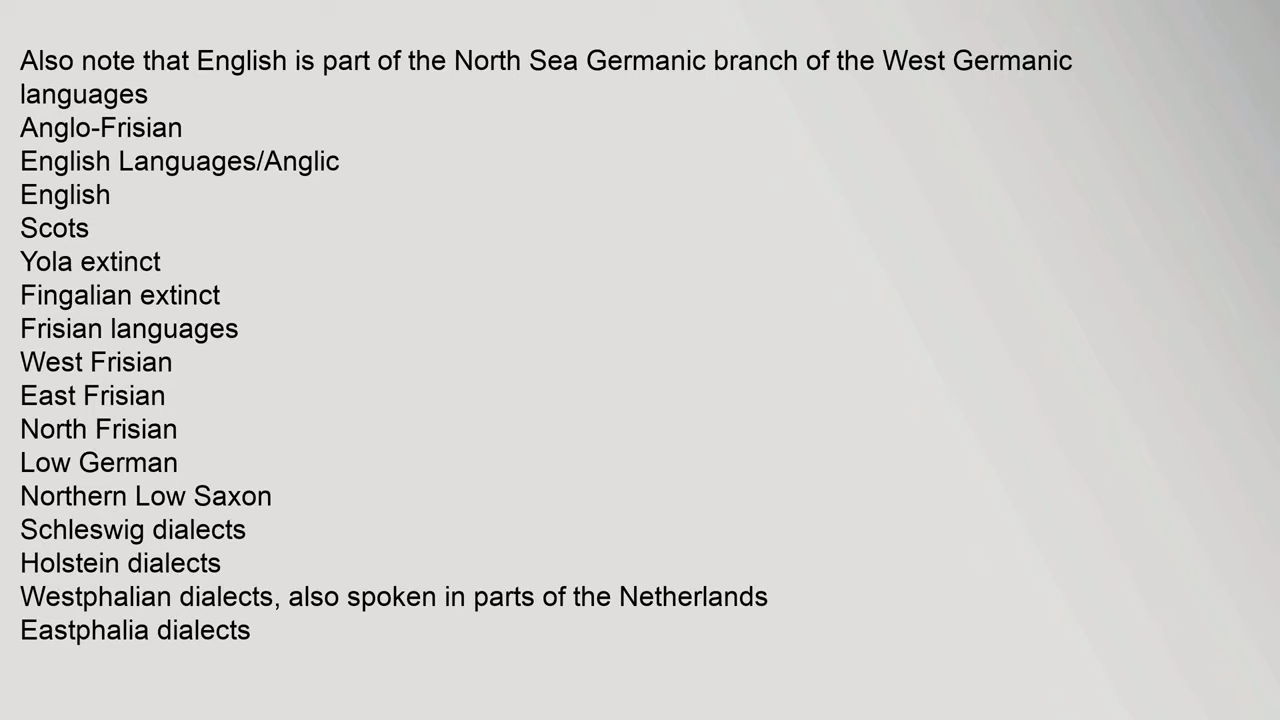 Also note that English is part of the North Sea Germanic branch of the West Germanic
languages
Anglo-Frisian
English Languages/Anglic
English
Scots
Yola extinct
Fingalian extinct
Frisian languages
West Frisian
East Frisian
North Frisian
Low German
Northern Low Saxon
Schleswig dialects
Holstein dialects
Westphalian dialects, also spoken in parts of the Netherlands
Eastphalia dialects